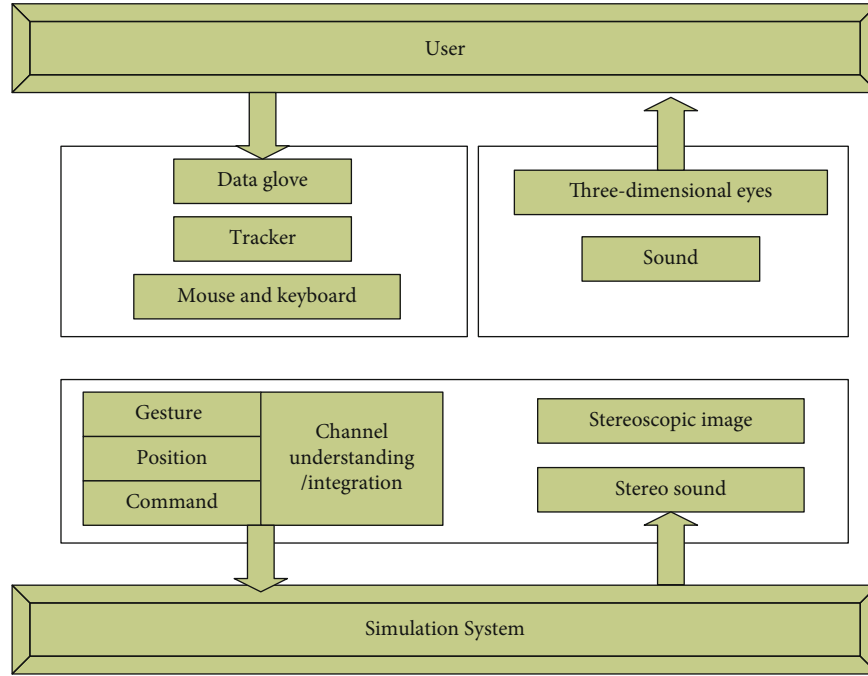 User
Data glove
Tracker
Mouse and keyboard
Three-dimensional eyes
Sound
Gesture
Position
Command
Channel
understanding
/integration
Stereoscopic image
Stereo sound
Simulation System